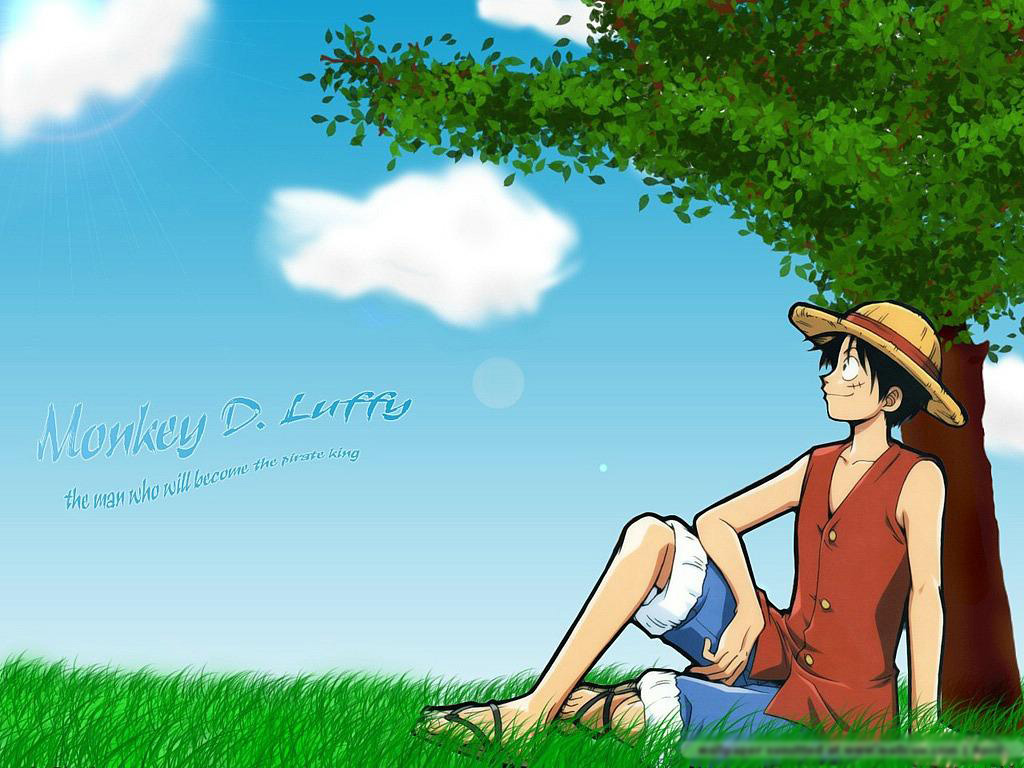 Monkey D. Luffy
the man who will become the pirate king